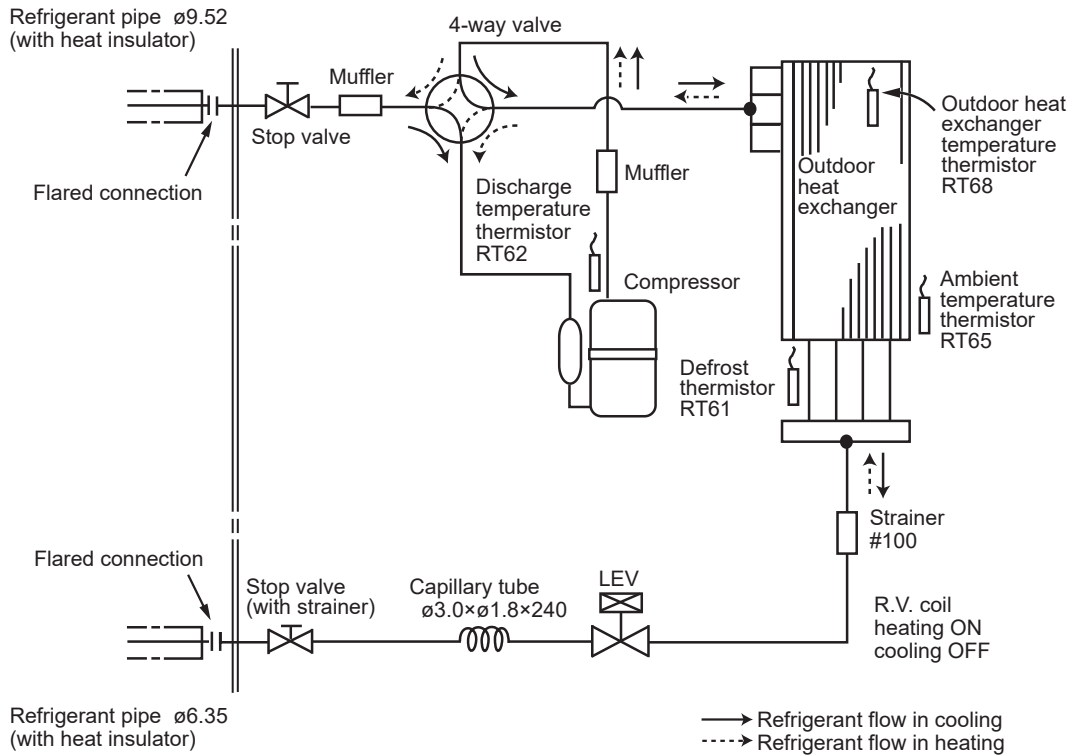 Refrigerant pipe ø9.52
(with heat insulator)
4-way valve
Muffler
Stop valve
Flared connection
Outdoor heat
exchanger
temperature
thermistor
RT68
Outdoor
heat
exchanger
Muffler
Discharge
temperature
thermistor
RT62
Compressor
Ambient
temperature
thermistor
RT65
Defrost
thermistor
RT61
Strainer
#100
Flared connection
Stop valve
(with strainer)
Capillary tube
ø3.0×ø1.8×240
LEV
R.V. coil
heating ON
cooling OFF
Refrigerant pipe ø6.35
(with heat insulator)
Refrigerant flow in cooling
Refrigerant flow in heating